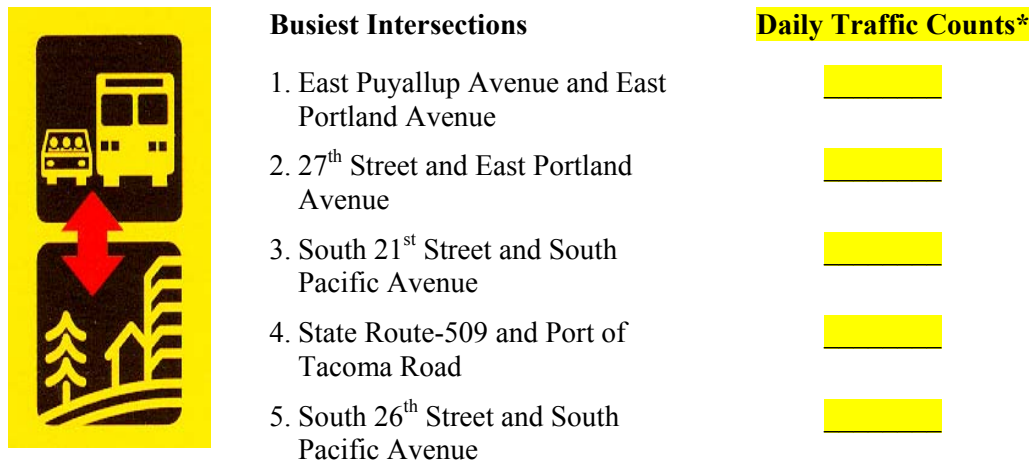 Busiest Intersections Daily Traffic Counts*
1. East Puyallup Avenue and East
Portland Avenue
2. 27th Street and East Portland
Avenue
3. South 21st Street and South
Pacific Avenue
4. State Route-509 and Port of
Tacoma Road
5. South 26th Street and South
Pacific Avenue